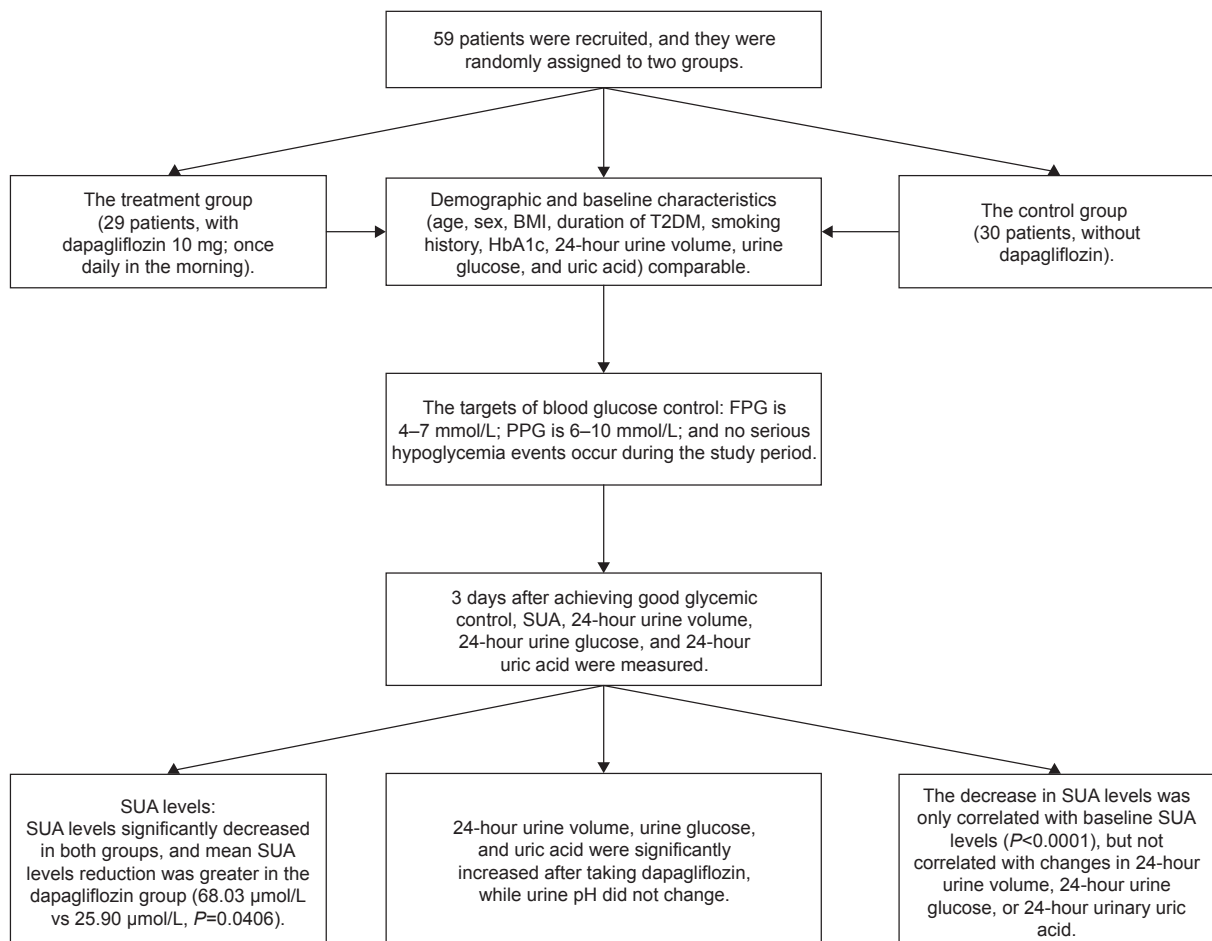 59 patients were recruited, and they were
randomly assigned to two groups.
The treatment group
(29 patients, with
dapagliflozin 10 mg; once
daily in the morning).
Demographic and baseline characteristics
(age, sex, BMI, duration of T2DM, smoking
history, HbA1c, 24-hour urine volume, urine
glucose, and uric acid) comparable.
The control group
(30 patients, without
dapagliflozin).
The targets of blood glucose control: FPG is
4–7 mmol/L; PPG is 6–10 mmol/L; and no serious
hypoglycemia events occur during the study period.
3 days after achieving good glycemic
control, SUA, 24-hour urine volume,
24-hour urine glucose, and 24-hour
uric acid were measured.
SUA levels:
SUA levels significantly decreased
in both groups, and mean SUA
levels reduction was greater in the
dapagliflozin group (68.03 μmol/L
vs 25.90 μmol/L, P=0.0406).
24-hour urine volume, urine glucose,
and uric acid were significantly
increased after taking dapagliflozin,
while urine pH did not change.
The decrease in SUA levels was
only correlated with baseline SUA
levels (P<0.0001), but not
correlated with changes in 24-hour
urine volume, 24-hour urine
glucose, or 24-hour urinary uric
acid.